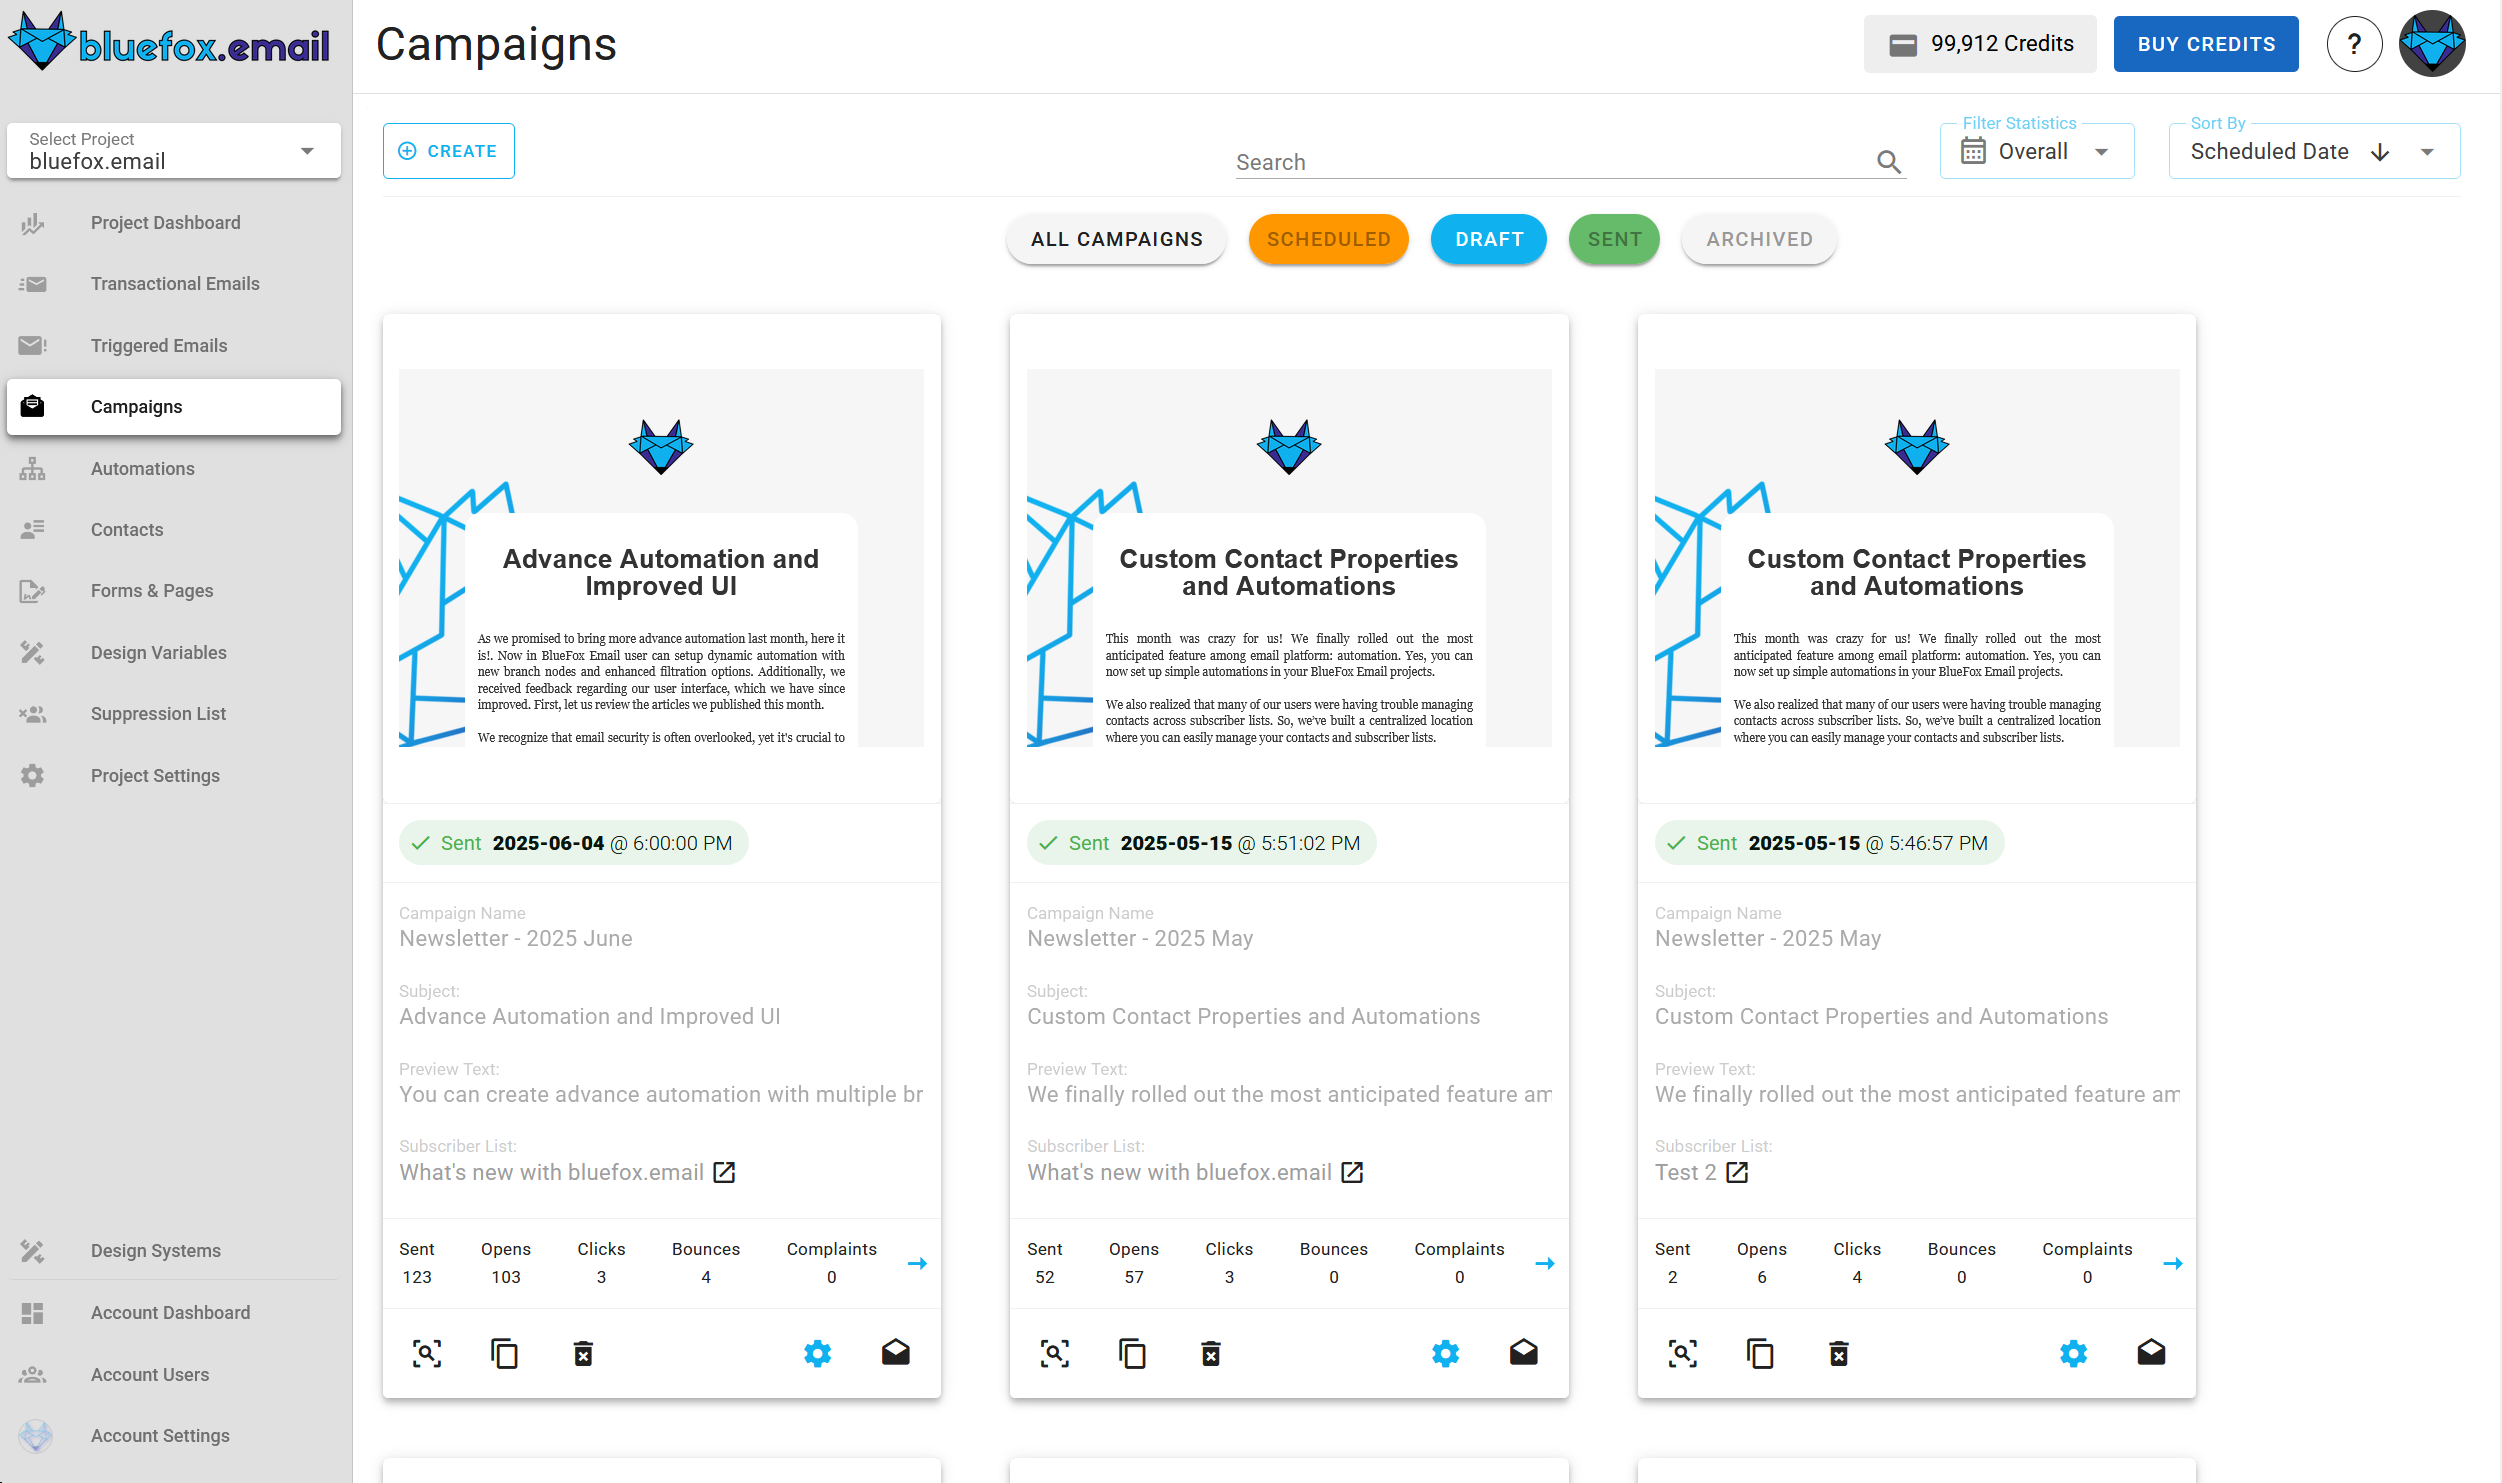 bluefox.email
Campaigns
99,912 Credits
BUY CREDITS
?
Select Project
bluefox.email
Project Dashboard
Transactional Emails
Triggered Emails
Campaigns
Automations
Contacts
Forms & Pages
Design Variables
Suppression List
Project Settings
Design Systems
Account Dashboard
Account Users
Account Settings
CREATE
Search
Filter Statistics
Overall
Sort By
Scheduled Date
ALL CAMPAIGNS
SCHEDULED
DRAFT
SENT
ARCHIVED
Advance Automation and
Improved UI
As we promised to bring more advance automation last month, here it
is!. Now in BlueFox Email user can setup dynamic automation with
new branch nodes and enhanced filtration options. Additionally, we
received feedback regarding our user interface, which we have since
improved. First, let us review the articles we published this month.
We recognize that email security is often overlooked, yet it's crucial to
Sent 2025-06-04 @ 6:00:00 PM
Campaign Name
Newsletter - 2025 June
Subject:
Advance Automation and Improved UI
Preview Text:
You can create advance automation with multiple br
Subscriber List:
What's new with bluefox.email
Sent Opens Clicks Bounces Complaints
123 103 3 4 0
Custom Contact Properties
and Automations
This month was crazy for us! We finally rolled out the most
anticipated feature among email platform: automation. Yes, you can
now set up simple automations in your BlueFox Email projects.
We also realized that many of our users were having trouble managing
contacts across subscriber lists. So, we've built a centralized location
where you can easily manage your contacts and subscriber lists.
Sent 2025-05-15 @ 5:51:02 PM
Campaign Name
Newsletter - 2025 May
Subject:
Custom Contact Properties and Automations
Preview Text:
We finally rolled out the most anticipated feature am
Subscriber List:
What's new with bluefox.email
Sent Opens Clicks Bounces Complaints
52 57 3 0 0
Custom Contact Properties
and Automations
This month was crazy for us! We finally rolled out the most
anticipated feature among email platform: automation. Yes, you can
now set up simple automations in your BlueFox Email projects.
We also realized that many of our users were having trouble managing
contacts across subscriber lists. So, we've built a centralized location
where you can easily manage your contacts and subscriber lists.
Sent 2025-05-15 @ 5:46:57 PM
Campaign Name
Newsletter - 2025 May
Subject:
Custom Contact Properties and Automations
Preview Text:
We finally rolled out the most anticipated feature am
Subscriber List:
Test 2
Sent Opens Clicks Bounces Complaints
2 6 4 0 0